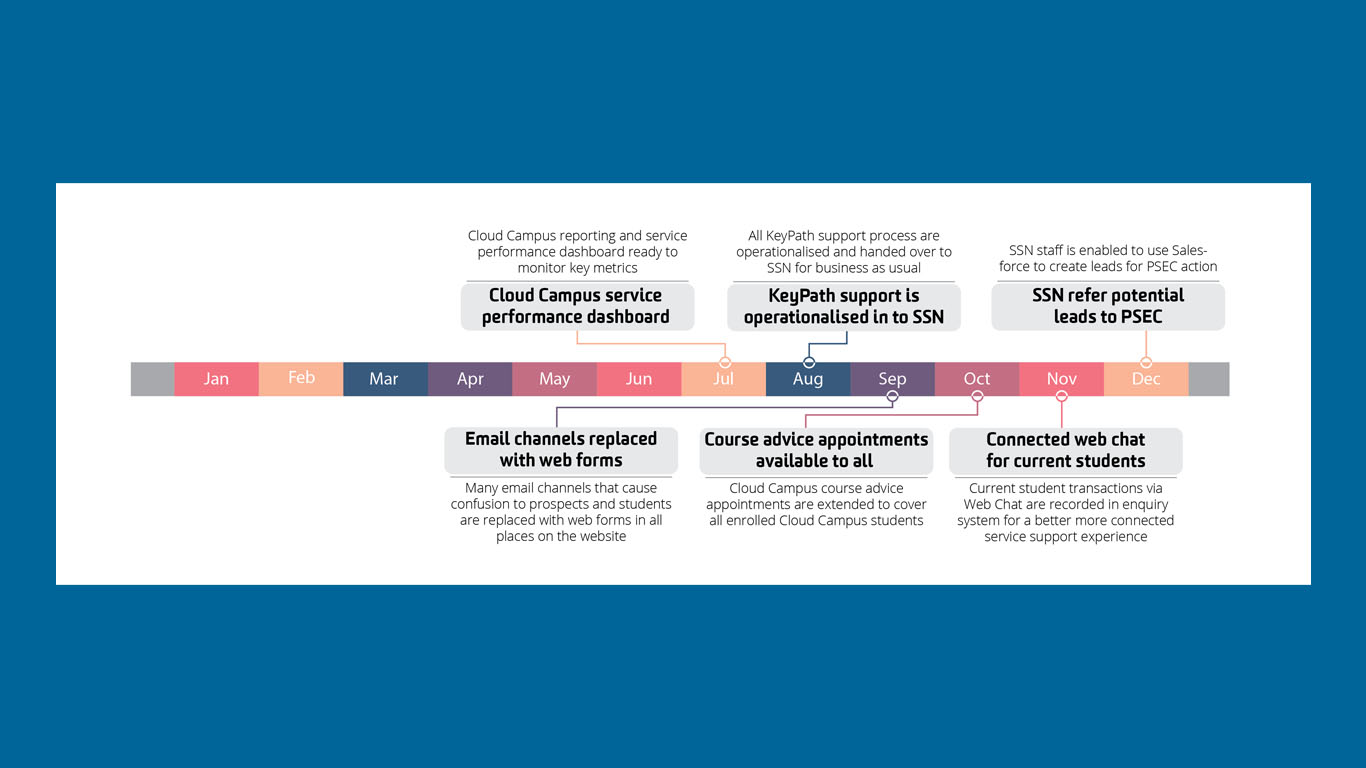 Cloud Campus reporting and service
performance dashboard ready to
monitor key metrics
Cloud Campus service
performance dashboard
All KeyPath support process are
operationalised and handed over to
SSN for business as usual
KeyPath support is
operationalised in to SSN
SSN staff is enabled to use Sales-
force to create leads for PSEC action
SSN refer potential
leads to PSEC
Jan Feb Mar Apr May Jun Jul Aug Sep Oct Nov Dec
Email channels replaced
with web forms
Many email channels that cause
confusion to prospects and students
are replaced with web forms in all
places on the website
Course advice appointments
available to all
Cloud Campus course advice
appointments are extended to cover
all enrolled Cloud Campus students
Connected web chat
for current students
Current student transactions via
Web Chat are recorded in enquiry
system for a better more connected
service support experience